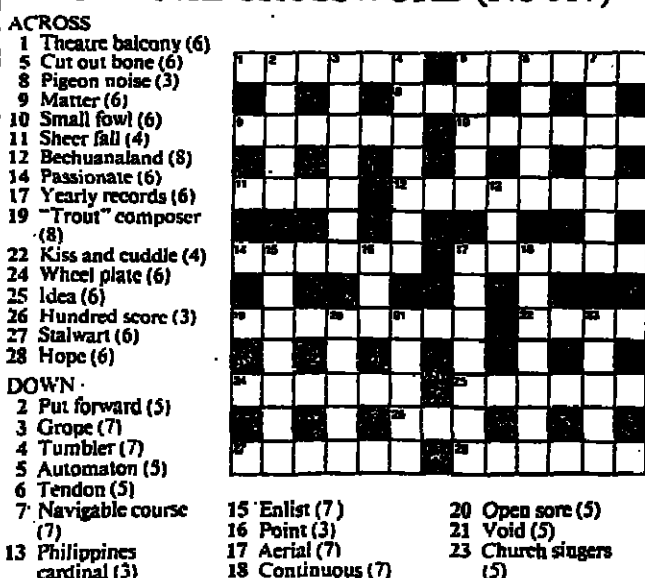 ACROSS
1 Theatre balcony (6)
5 Cut out bone (6)
8 Pigeon noise (3)
9 Matter (6)
10 Small fowl (6)
11 Sheer fall (4)
12 Bechuanaland (8)
14 Passionate (6)
17 Yearly records (6)
19 "Trout" composer
(8)
22 Kiss and cuddle (4)
24 Wheel plate (6)
25 Idea (6)
26 Hundred score (3)
27 Stalwart (6)
28 Hope (6)
DOWN
2 Put forward (5)
3 Grope (7)
4 Tumbler (7)
5 Automaton (5)
6 Tendon (5)
7 Navigable course
(7)
13 Philippines
cardinal (3)
15 Enlist (7)
16 Point (3)
17 Aerial (7)
18 Continuous (7)
20 Open sore (5)
21 Void (5)
23 Church singers
(5)